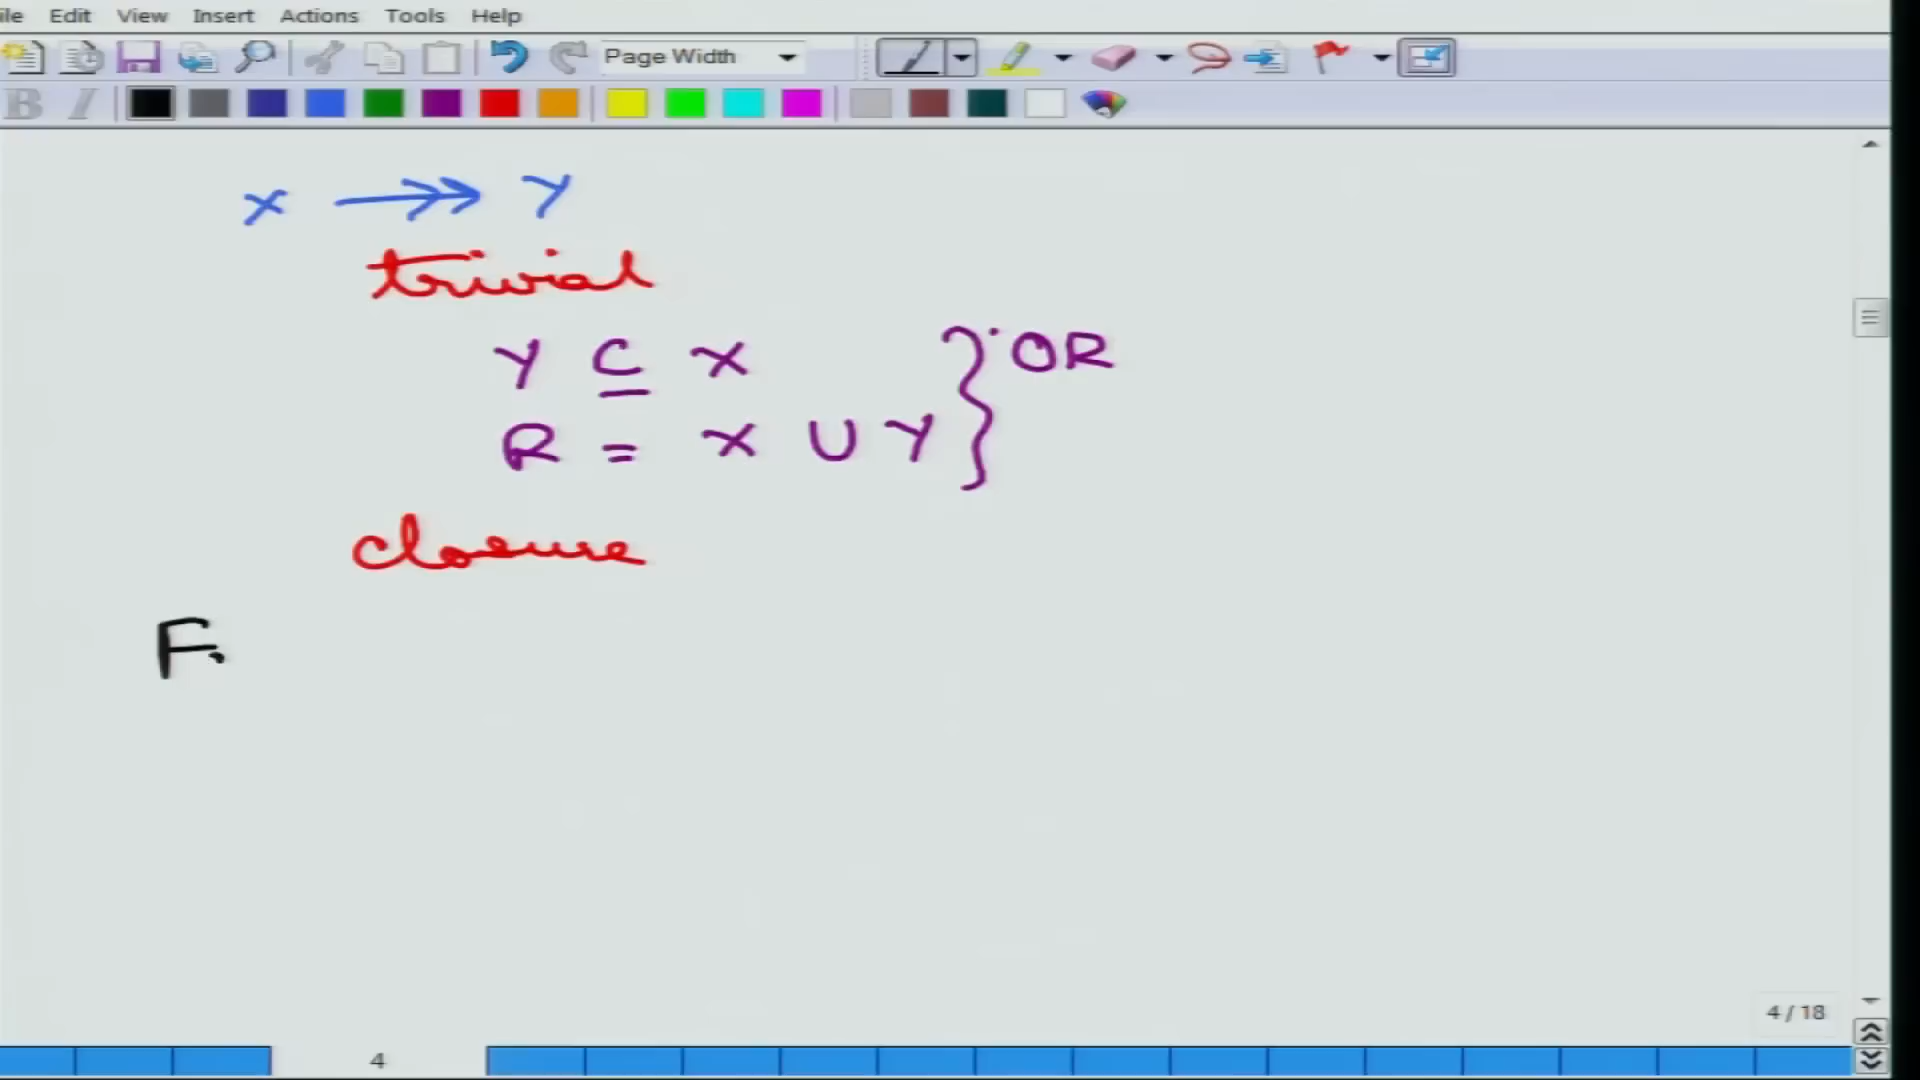 ile Edit View Insert Actions Tools Help
Page Width
B I
X ↠ Y
trivial
Y ⊆ X
R = X ∪ Y
} OR
closure
F
4 / 18
4